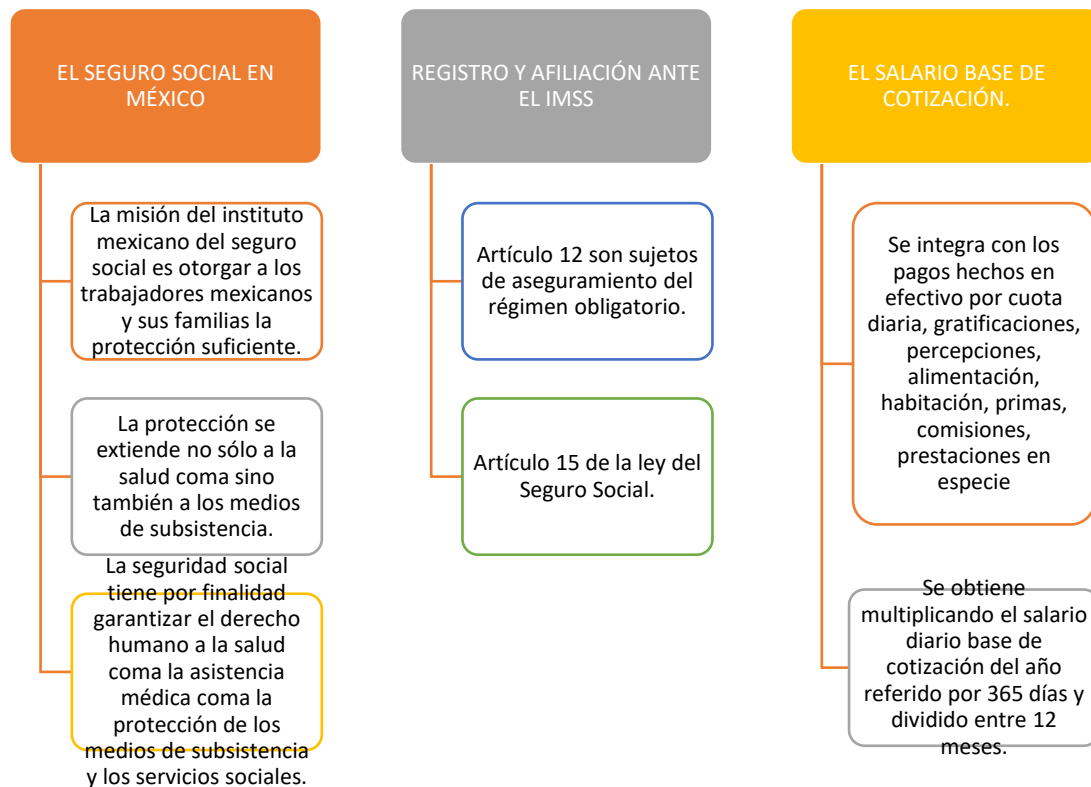 EL SEGURO SOCIAL EN
MÉXICO
La misión del instituto
mexicano del seguro
social es otorgar a los
trabajadores mexicanos
y sus familias la
protección suficiente.
La protección se
extiende no sólo a la
salud coma sino
también a los medios
de subsistencia.
La seguridad social
tiene por finalidad
garantizar el derecho
humano a la salud
coma la asistencia
médica coma la
protección de los
medios de subsistencia
y los servicios sociales.
REGISTRO Y AFILIACIÓN ANTE
EL IMSS
Artículo 12 son sujetos
de aseguramiento del
régimen obligatorio.
Artículo 15 de la ley del
Seguro Social.
EL SALARIO BASE DE
COTIZACIÓN.
Se integra con los
pagos hechos en
efectivo por cuota
diaria, gratificaciones,
percepciones,
alimentación,
habitación, primas,
comisiones,
prestaciones en
especie
Se obtiene
multiplicando el salario
diario base de
cotización del año
referido por 365 días y
dividido entre 12
meses.